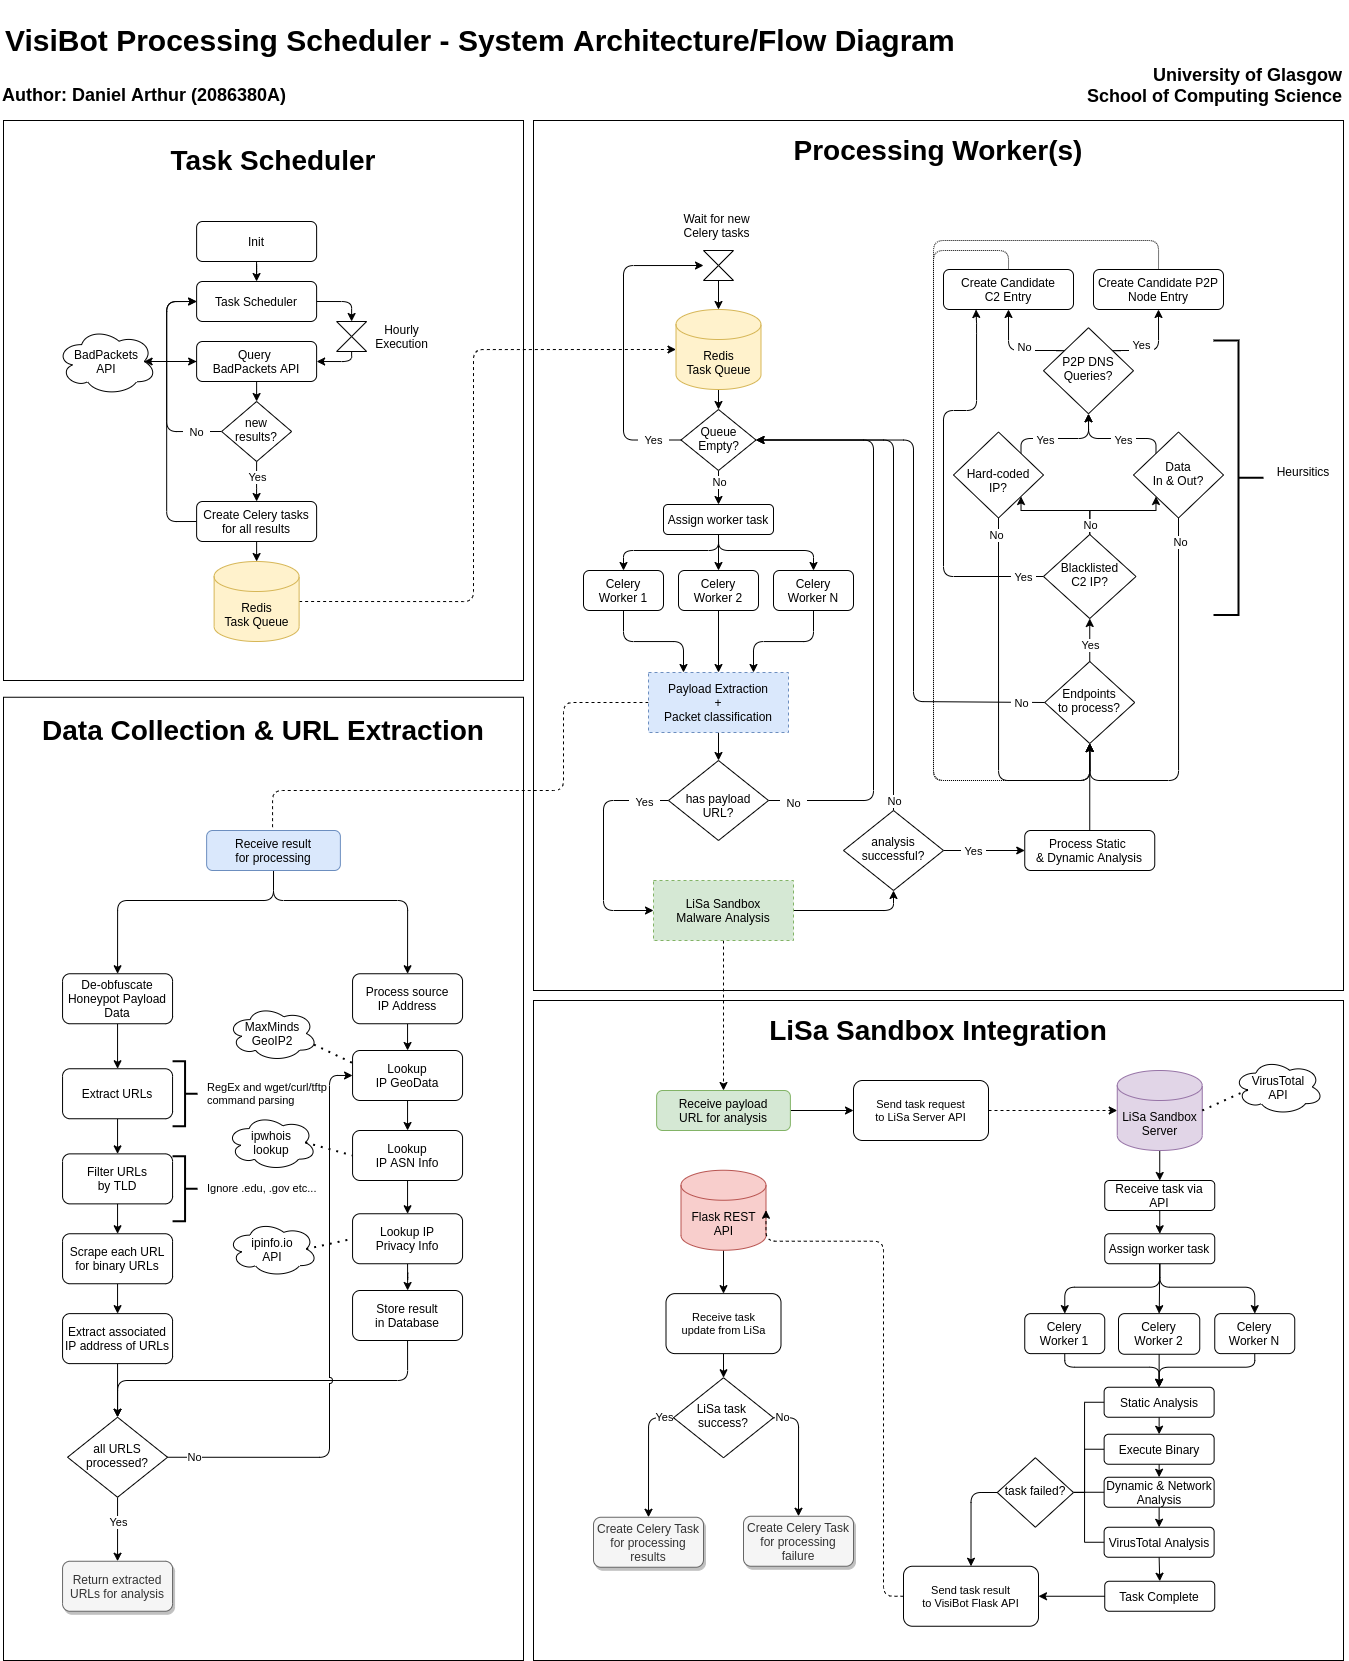 VisiBot Processing Scheduler - System Architecture/Flow Diagram
Author: Daniel Arthur (2086380A)
University of Glasgow
School of Computing Science
Task Scheduler
Init
Task Scheduler
Hourly
Execution
BadPackets
API
Query
BadPackets API
new
results?
No
Yes
Create Celery tasks
for all results
Redis
Task Queue
Processing Worker(s)
Wait for new
Celery tasks
Redis
Task Queue
Queue
Empty?
Yes
No
Assign worker task
Celery
Worker 1
Celery
Worker 2
Celery
Worker N
Payload Extraction
+
Packet classification
has payload
URL?
Yes
No
LiSa Sandbox
Malware Analysis
analysis
successful?
No
Yes
Process Static
& Dynamic Analysis
Endpoints
to process?
No
Yes
Blacklisted
C2 IP?
Yes
No
Hard-coded
IP?
Yes
No
Data
In & Out?
Yes
No
P2P DNS
Queries?
No
Yes
Create Candidate
C2 Entry
Create Candidate P2P
Node Entry
Heursitics
Data Collection & URL Extraction
Receive result
for processing
De-obfuscate
Honeypot Payload
Data
Extract URLs
RegEx and wget/curl/tftp
command parsing
Filter URLs
by TLD
Ignore .edu, .gov etc...
Scrape each URL
for binary URLs
Extract associated
IP address of URLs
all URLS
processed?
No
Yes
Return extracted
URLs for analysis
Process source
IP Address
MaxMinds
GeoIP2
Lookup
IP GeoData
ipwhois
lookup
Lookup
IP ASN Info
ipinfo.io
API
Lookup IP
Privacy Info
Store result
in Database
LiSa Sandbox Integration
Receive payload
URL for analysis
Send task request
to LiSa Server API
LiSa Sandbox
Server
VirusTotal
API
Receive task via
API
Assign worker task
Celery
Worker 1
Celery
Worker 2
Celery
Worker N
Static Analysis
Execute Binary
Dynamic & Network
Analysis
VirusTotal Analysis
Task Complete
task failed?
Send task result
to VisiBot Flask API
Flask REST
API
Receive task
update from LiSa
LiSa task
success?
Yes
No
Create Celery Task
for processing
results
Create Celery Task
for processing
failure